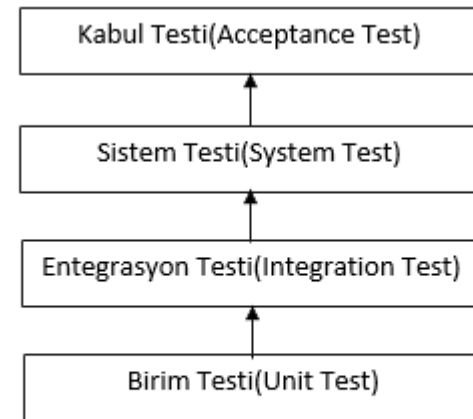 Kabul Testi(Acceptance Test)
Sistem Testi(System Test)
Entegrasyon Testi(Integration Test)
Birim Testi(Unit Test)